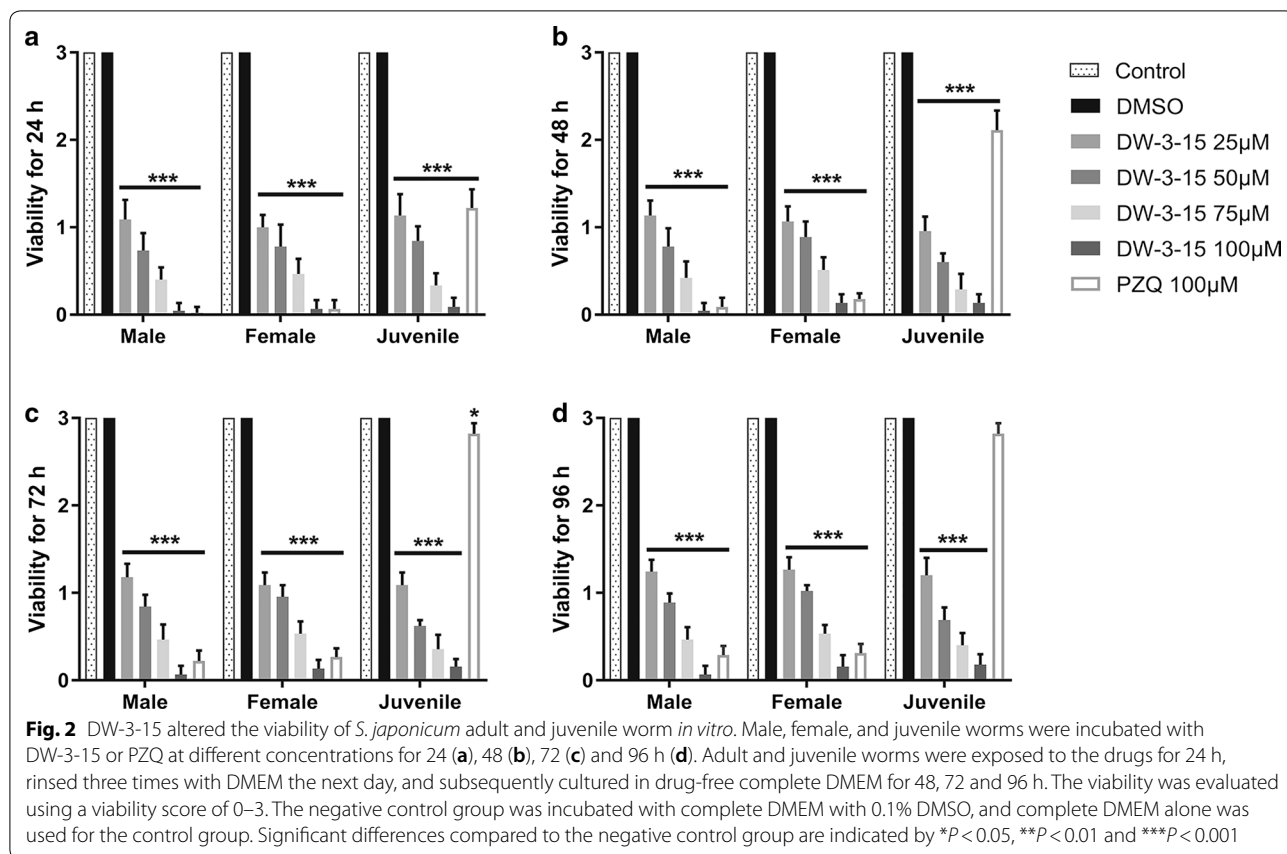 a
3
2
1
0
Viability for 24 h
***
***
***
Male Female Juvenile
b
3
2
1
0
Viability for 48 h
***
***
***
Male Female Juvenile
Control
DMSO
DW-3-15 25μM
DW-3-15 50μM
DW-3-15 75μM
DW-3-15 100μM
PZQ 100μM
c
3
2
1
0
Viability for 72 h
***
***
***
*
Male Female Juvenile
d
3
2
1
0
Viability for 96 h
***
***
***
Male Female Juvenile
Fig. 2 DW-3-15 altered the viability of S. japonicum adult and juvenile worm in vitro. Male, female, and juvenile worms were incubated with
DW-3-15 or PZQ at different concentrations for 24 (a), 48 (b), 72 (c) and 96 h (d). Adult and juvenile worms were exposed to the drugs for 24 h,
rinsed three times with DMEM the next day, and subsequently cultured in drug-free complete DMEM for 48, 72 and 96 h. The viability was evaluated
using a viability score of 0–3. The negative control group was incubated with complete DMEM with 0.1% DMSO, and complete DMEM alone was
used for the control group. Significant differences compared to the negative control group are indicated by *P < 0.05, **P < 0.01 and ***P < 0.001